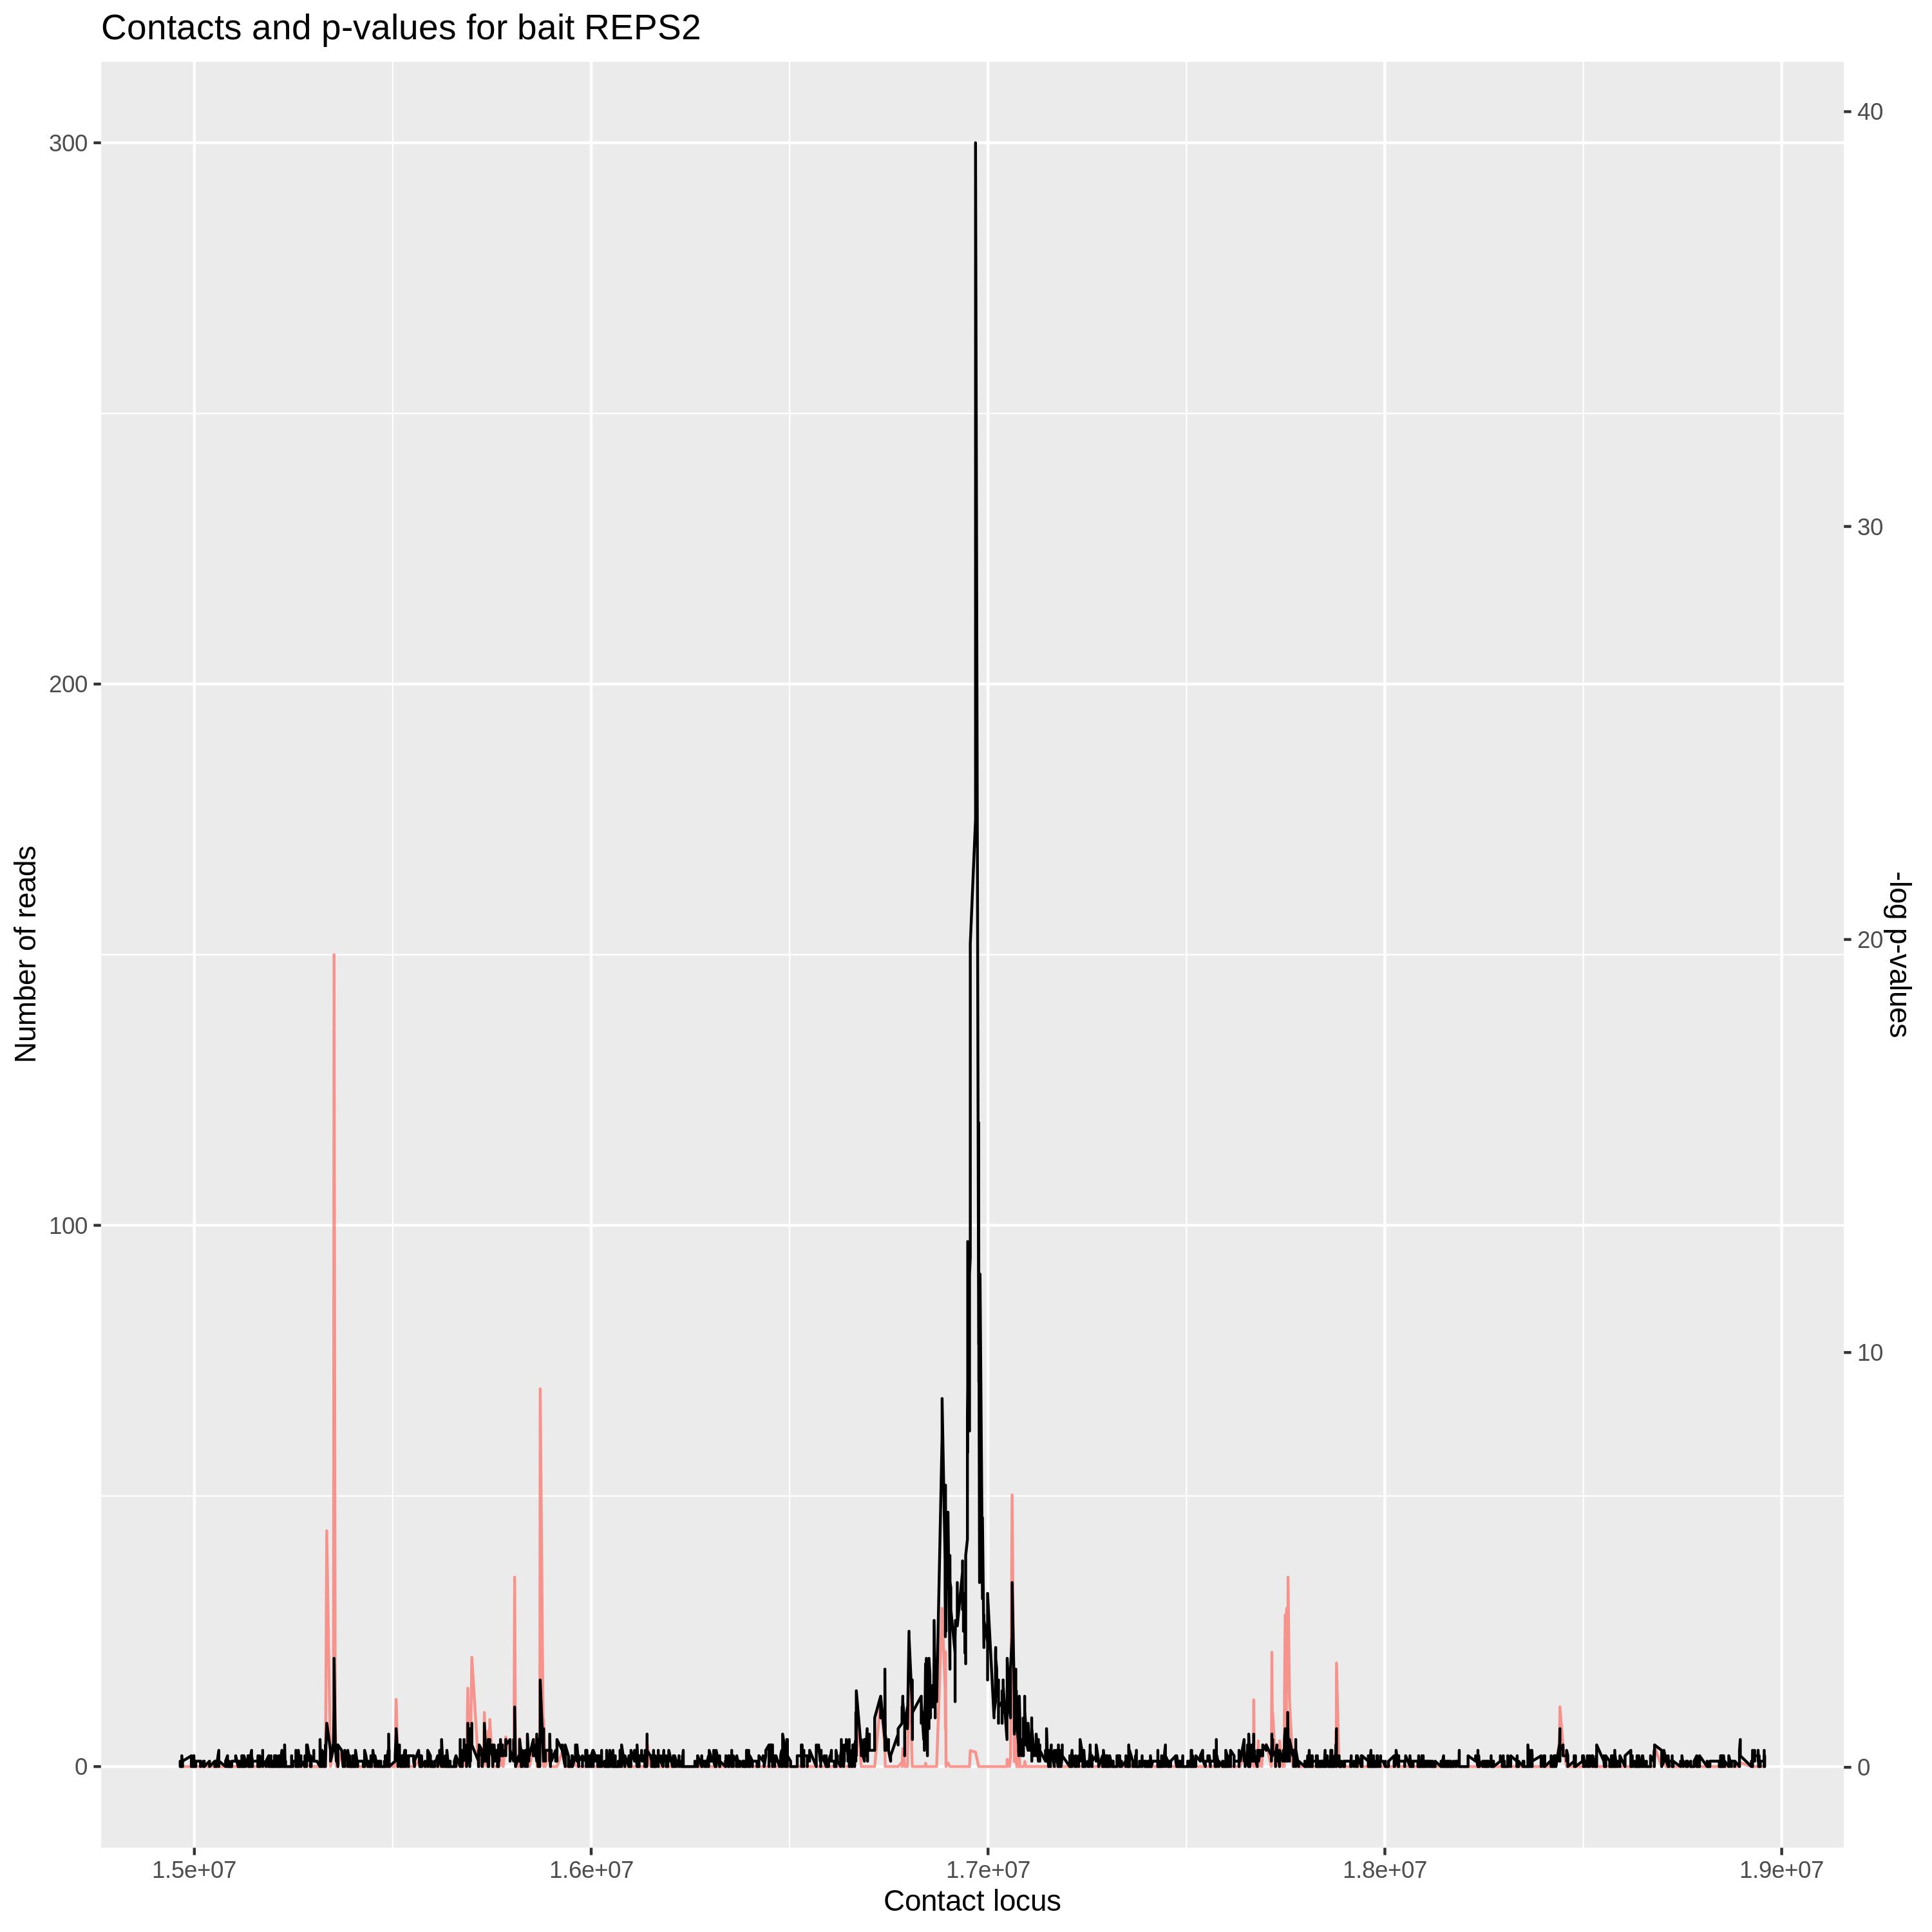 Contacts and p-values for bait REPS2
300
200
100
0
Number of reads
40
30
20
10
0
-log p-values
1.5e+07 1.6e+07 1.7e+07 1.8e+07 1.9e+07
Contact locus